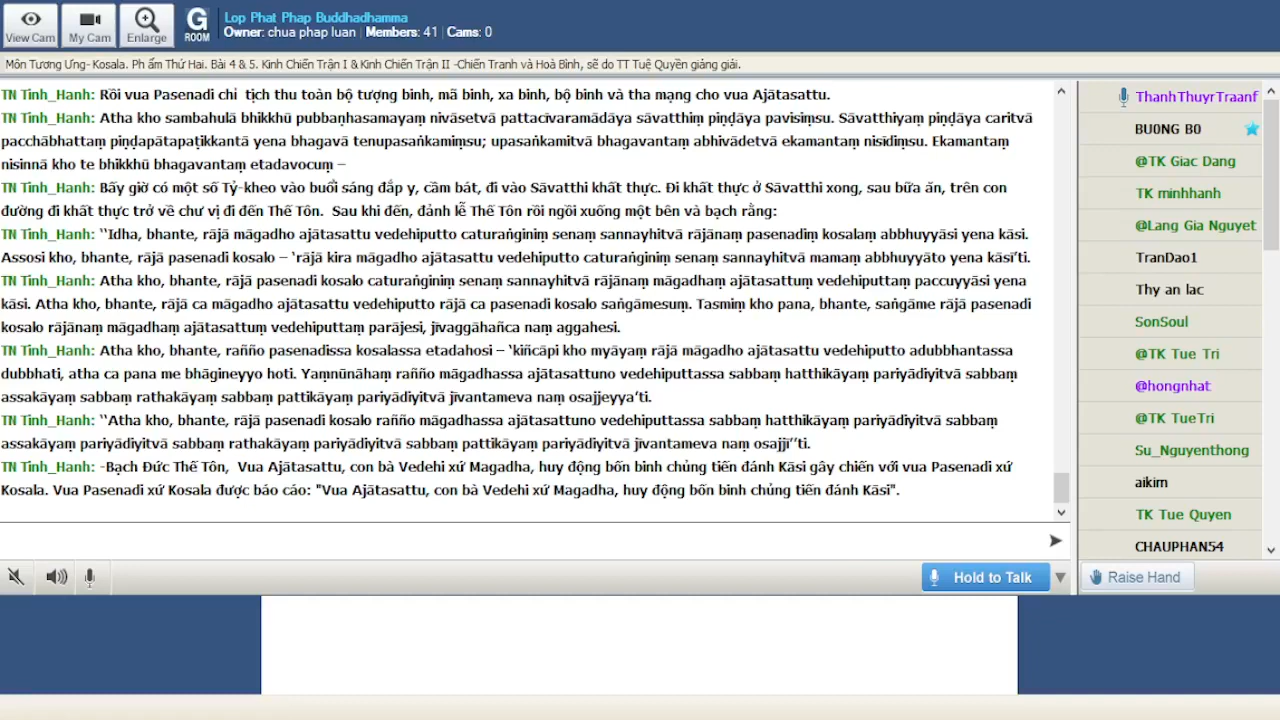 View Cam
My Cam
Enlarge
G
ROOM
Lop Phat Phap Buddhadhamma
Owner: chua phap luan | Members: 41 | Cams: 0
Môn Tương Ưng- Kosala. Ph ẩm Thứ Hai. Bài 4 & 5. Kinh Chiến Trận I & Kinh Chiến Trận II -Chiến Tranh và Hoà Bình, sẽ do TT Tuệ Quyền giảng giải.
TN Tinh_Hanh: Rồi vua Pasenadi chỉ tịch thu toàn bộ tượng binh, mã binh, xa binh, bộ binh và tha mạng cho vua Ajātasattu.
TN Tinh_Hanh: Atha kho sambahulā bhikkhū pubbaṇhasamayaṃ nivāsetvā pattacīvaramādāya sāvatthiṃ piṇḍāya pavisiṃsu. Sāvatthiyaṃ piṇḍāya caritvā
pacchābhattaṃ piṇḍapātapaṭikkantā yena bhagavā tenupasaṅkamiṃsu; upasaṅkamitvā bhagavantaṃ abhivādetvā ekamantaṃ nisīdiṃsu. Ekamantaṃ
nisinnā kho te bhikkhū bhagavantaṃ etadavocuṃ –
TN Tinh_Hanh: Bấy giờ có một số Tỷ-kheo vào buổi sáng đắp y, cầm bát, đi vào Sāvatthi khất thực. Đi khất thực ở Sāvatthi xong, sau bữa ăn, trên con
đường đi khất thực trở về chư vị đi đến Thế Tôn. Sau khi đến, đảnh lễ Thế Tôn rồi ngồi xuống một bên và bạch rằng:
TN Tinh_Hanh: ‘‘Idha, bhante, rājā māgadho ajātasattu vedehiputto caturaṅginiṃ senaṃ sannayhitvā rājānaṃ pasenadiṃ kosalaṃ abbhuyyāsi yena kāsi.
Assosi kho, bhante, rājā pasenadi kosalo – ‘rājā kira māgadho ajātasattu vedehiputto caturaṅginiṃ senaṃ sannayhitvā mamaṃ abbhuyyāto yena kāsī’ti.
TN Tinh_Hanh: Atha kho, bhante, rājā pasenadi kosalo caturaṅginiṃ senaṃ sannayhitvā rājānaṃ māgadhaṃ ajātasattuṃ vedehiputtaṃ paccuyyāsi yena
kāsi. Atha kho, bhante, rājā ca māgadho ajātasattu vedehiputto rājā ca pasenadi kosalo saṅgāmesuṃ. Tasmiṃ kho pana, bhante, saṅgāme rājā pasenadi
kosalo rājānaṃ māgadhaṃ ajātasattuṃ vedehiputtaṃ parājesi, jīvaggāhañca naṃ aggahesi.
TN Tinh_Hanh: Atha kho, bhante, rañño pasenadissa kosalassa etadahosi – ‘kiñcāpi kho myāyaṃ rājā māgadho ajātasattu vedehiputto adubbhantassa
dubbhati, atha ca pana me bhāgineyyo hoti. Yaṃnūnāhaṃ rañño māgadhassa ajātasattuno vedehiputtassa sabbaṃ hatthikāyaṃ pariyādiyitvā sabbaṃ
assakāyaṃ sabbaṃ rathakāyaṃ sabbaṃ pattikāyaṃ pariyādiyitvā jīvantameva naṃ osajjeyya’ti.
TN Tinh_Hanh: ‘‘Atha kho, bhante, rājā pasenadi kosalo rañño māgadhassa ajātasattuno vedehiputtassa sabbaṃ hatthikāyaṃ pariyādiyitvā sabbaṃ
assakāyaṃ pariyādiyitvā sabbaṃ rathakāyaṃ pariyādiyitvā sabbaṃ pattikāyaṃ pariyādiyitvā jīvantameva naṃ osajjī’’ti.
TN Tinh_Hanh: -Bạch Đức Thế Tôn, Vua Ajātasattu, con bà Vedehi xứ Magadha, huy động bốn binh chủng tiến đánh Kāsi gây chiến với vua Pasenadi xứ
Kosala. Vua Pasenadi xứ Kosala được báo cáo: "Vua Ajātasattu, con bà Vedehi xứ Magadha, huy động bốn binh chủng tiến đánh Kāsi".
ThanhThuyrTraanf
BU0NG B0
@TK Giac Dang
TK minhhanh
@Lang Gia Nguyet
TranDao1
Thy an lac
SonSoul
@TK Tue Tri
@hongnhat
@TK TueTri
Su_Nguyenthong
aikim
TK Tue Quyen
CHAUPHAN54
Hold to Talk
Raise Hand